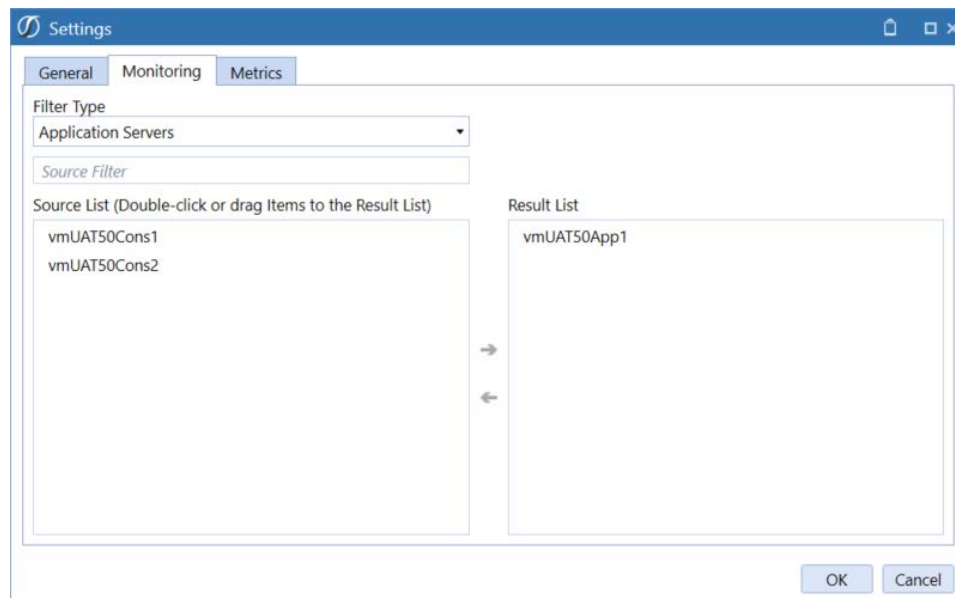 Settings
General Monitoring Metrics
Filter Type
Application Servers
Source Filter
Source List (Double-click or drag Items to the Result List)
vmUAT50Cons1
vmUAT50Cons2
Result List
vmUAT50App1
OK Cancel